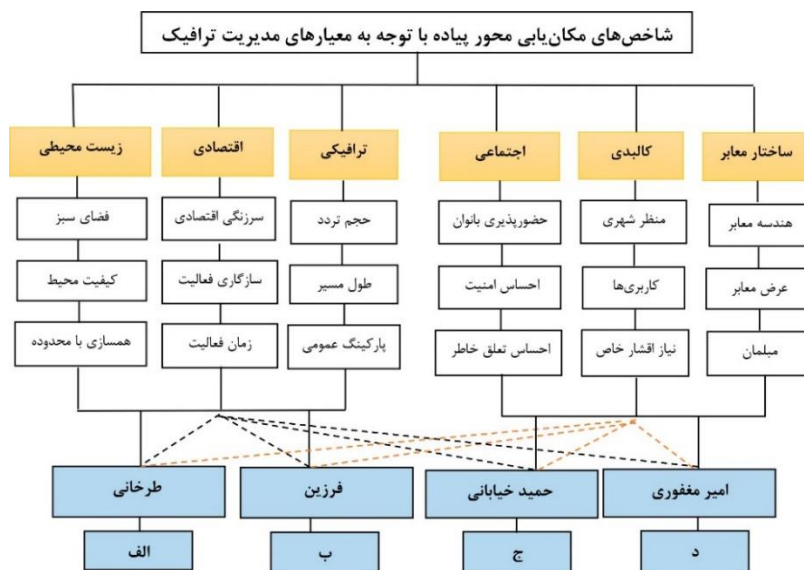 شاخص‌های مکان‌یابی محور پیاده با توجه به معیارهای مدیریت ترافیک
ساختار معابر
کالبدی
اجتماعی
ترافیکی
اقتصادی
زیست محیطی
هندسه معابر
منظر شهری
حضورپذیری بانوان
حجم تردد
سرزنگی اقتصادی
فضای سبز
عرض معابر
کاربری‌ها
احساس امنیت
طول مسیر
سازگاری فعالیت
کیفیت محیط
مبلمان
نیاز اقشار خاص
احساس تعلق خاطر
پارکینگ عمومی
زمان فعالیت
همسازی با محدوده
امیر مغفوری
حمید خیابانی
فرزین
طرخانی
د
ج
ب
الف